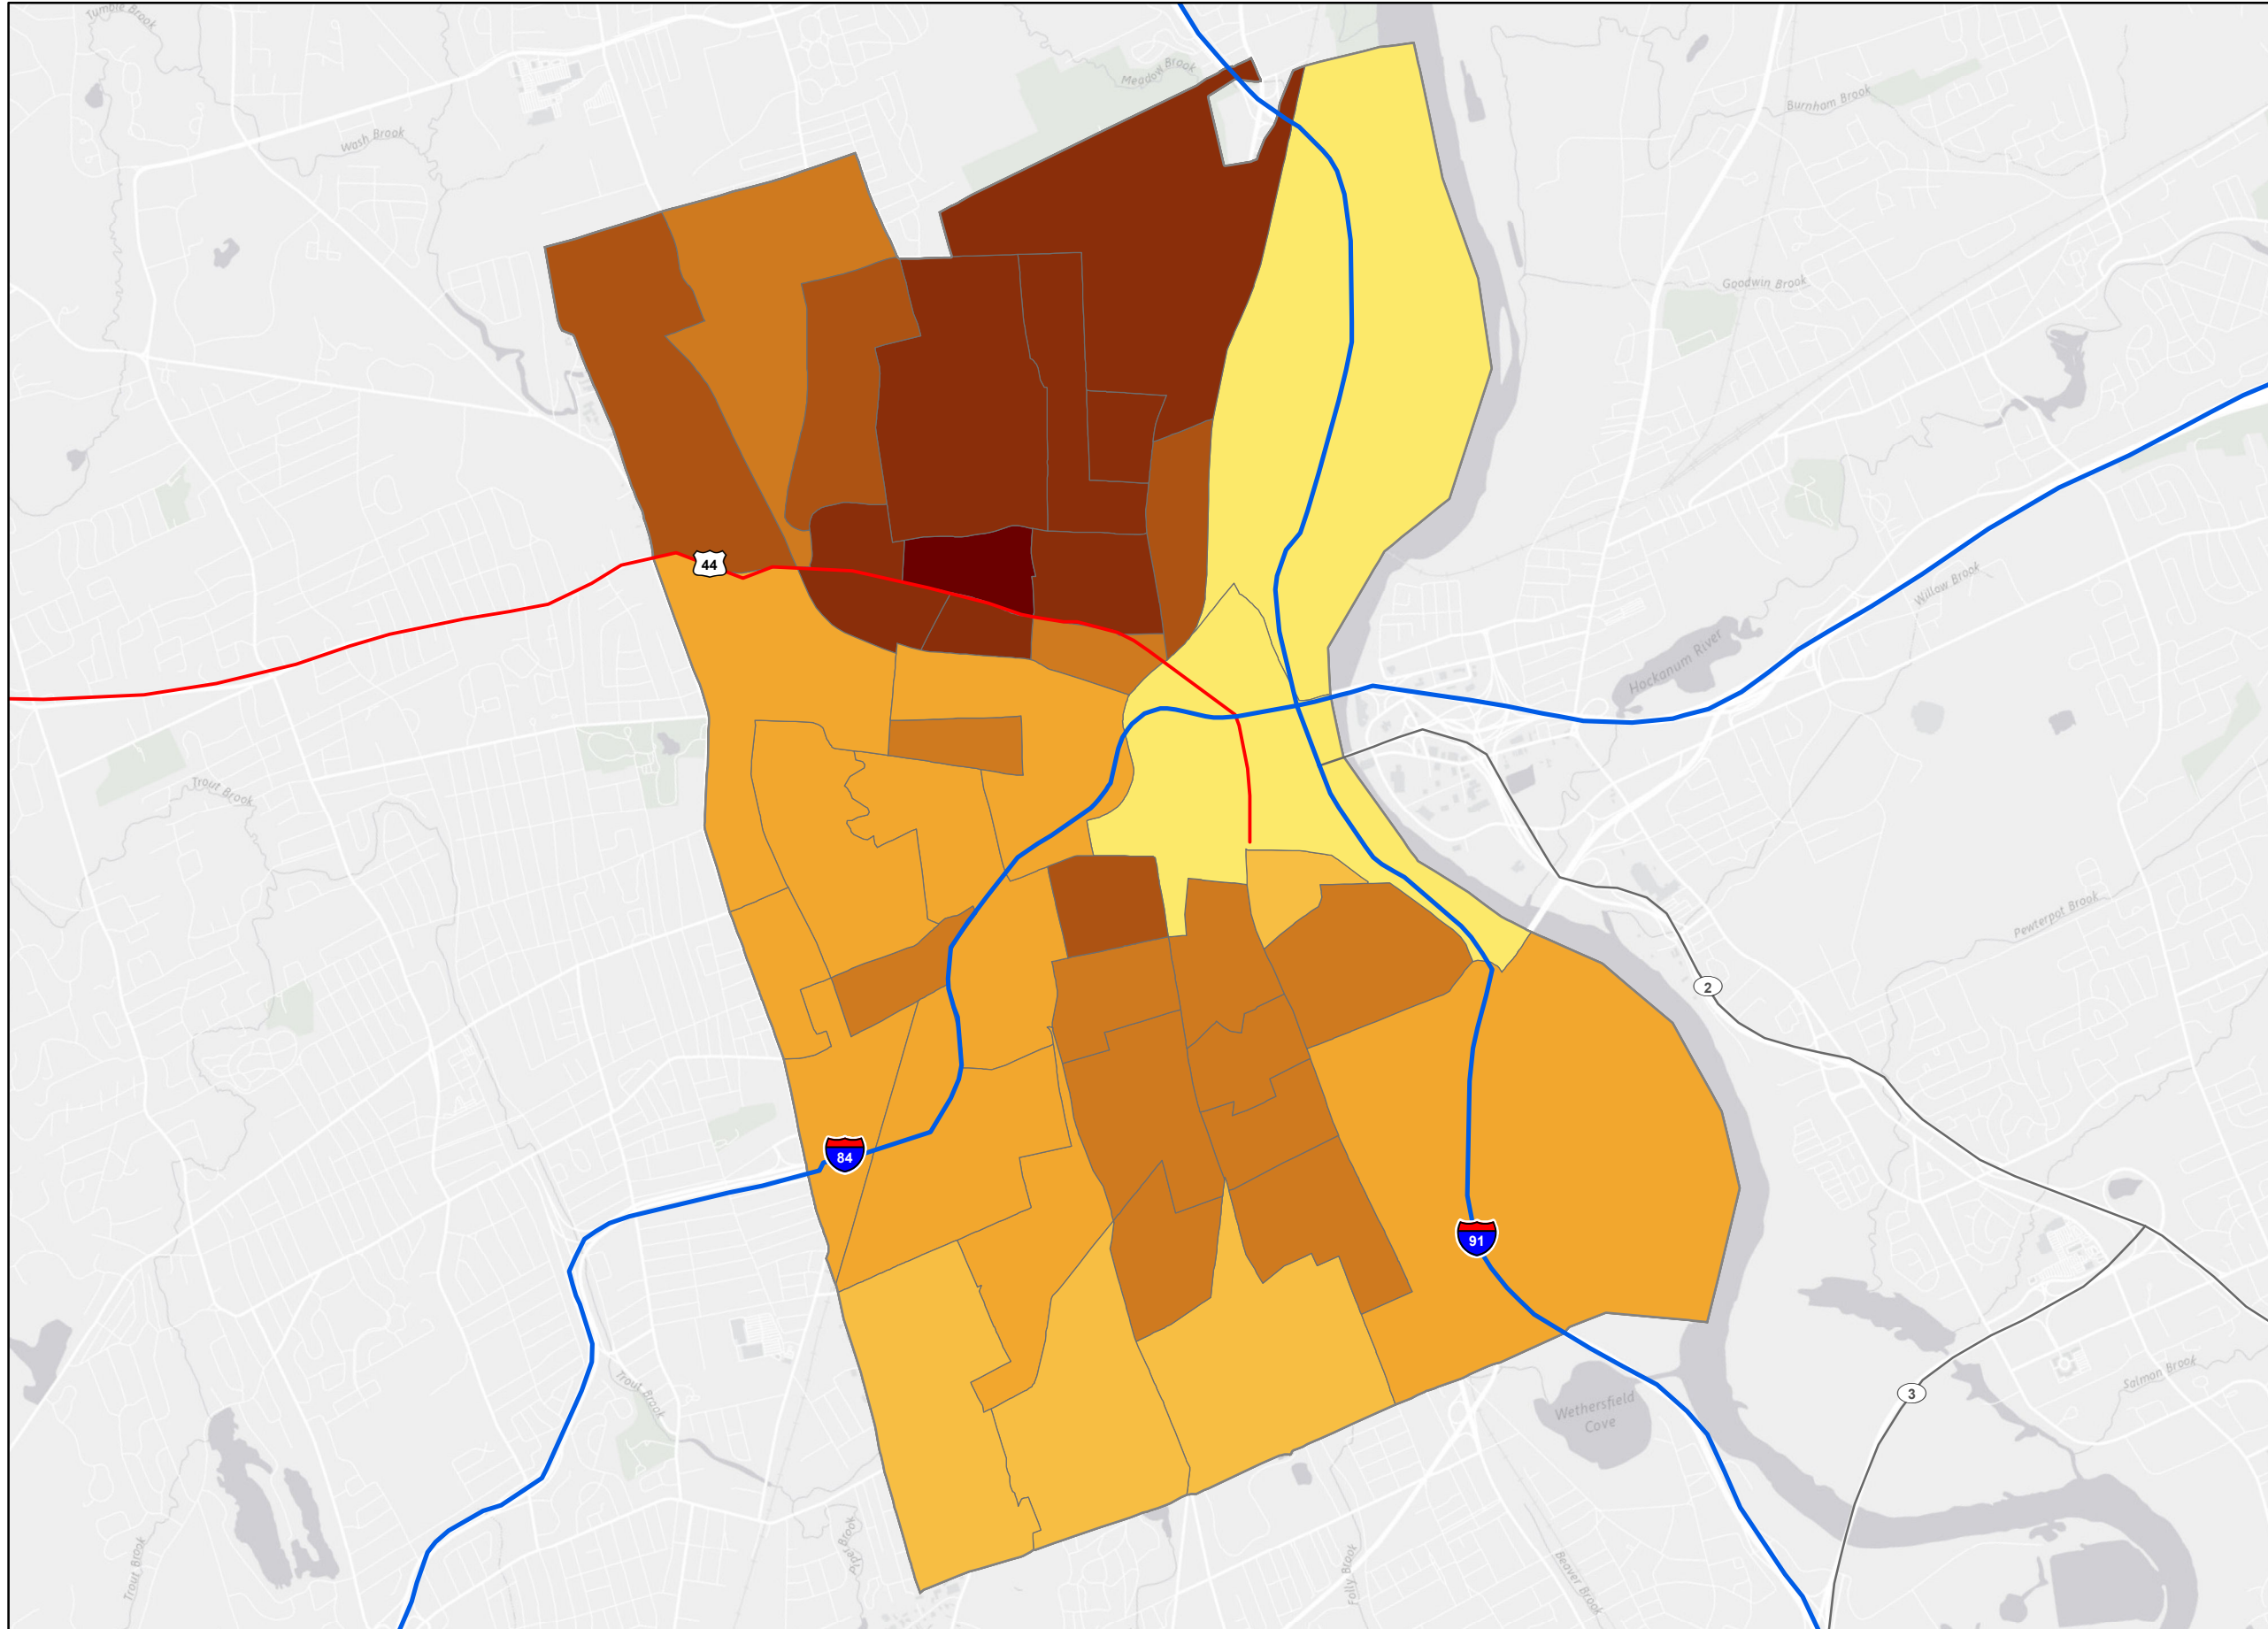 Tumble Brook
Meadow Brook
Burnham Brook
Wash Brook
Goodwin Brook
44
Willow Brook
Hockanum River
Trout Brook
Pewterpot Brook
2
84
91
Trout Brook
Salmon Brook
3
Wethersfield
Cove
Trout Brook
Piper Brook
Folly Brook
Beaver Brook